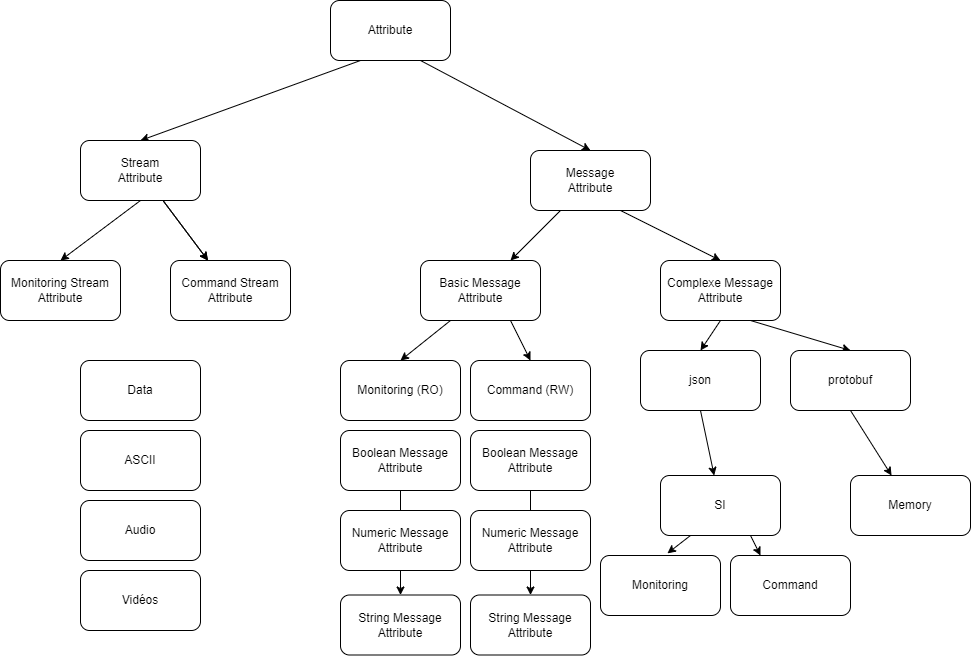 Attribute
Stream
Attribute
Message
Attribute
Monitoring Stream
Attribute
Command Stream
Attribute
Basic Message
Attribute
Complexe Message
Attribute
Data
Monitoring (RO)
Command (RW)
json
protobuf
ASCII
Boolean Message
Attribute
Boolean Message
Attribute
SI
Memory
Audio
Numeric Message
Attribute
Numeric Message
Attribute
Monitoring
Command
Vidéos
String Message
Attribute
String Message
Attribute